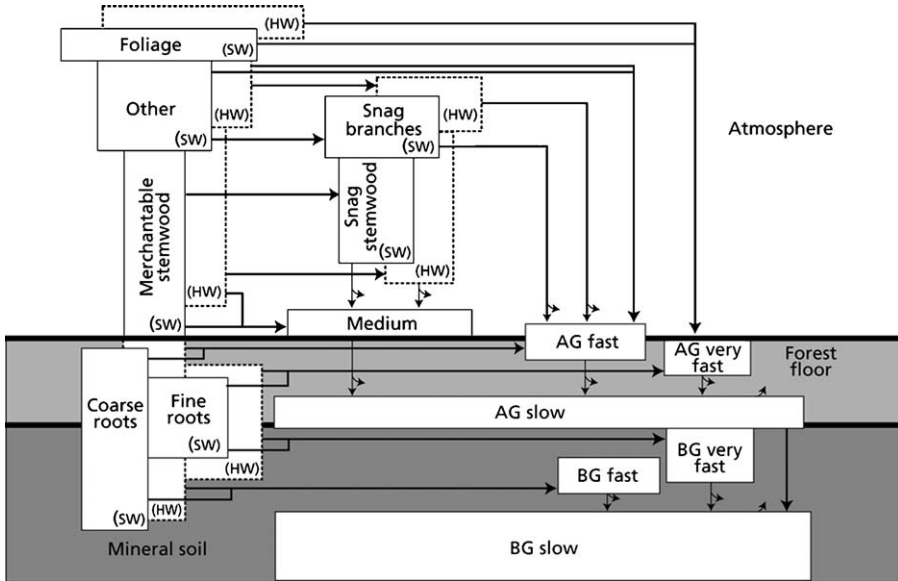 (HW)
Foliage
(SW)
Other
(HW)
(SW)
Snag
branches
(HW)
(SW)
Atmosphere
Merchantable
stemwood
(HW)
(SW)
Snag
stemwood
(SW)
(HW)
Medium
AG fast
AG very
fast
Forest
floor
Coarse
roots
Fine
roots
(SW)
(HW)
AG slow
BG very
fast
BG fast
(SW)
(HW)
Mineral soil
BG slow